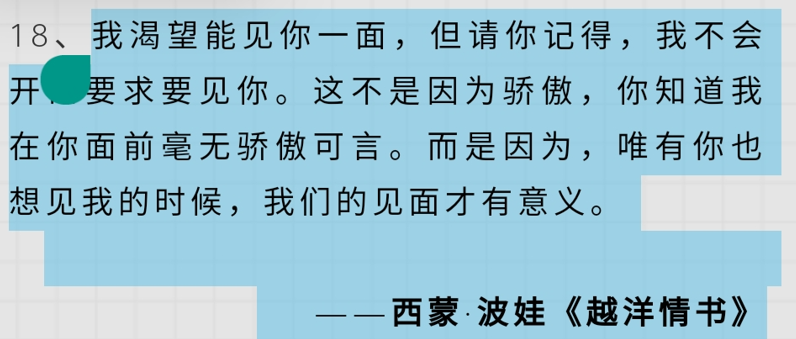 18、我渴望能见你一面，但请你记得，我不会
开 要求要见你。这不是因为骄傲，你知道我
在你面前毫无骄傲可言。而是因为，唯有你也
想见我的时候，我们的见面才有意义。
——西蒙·波娃《越洋情书》